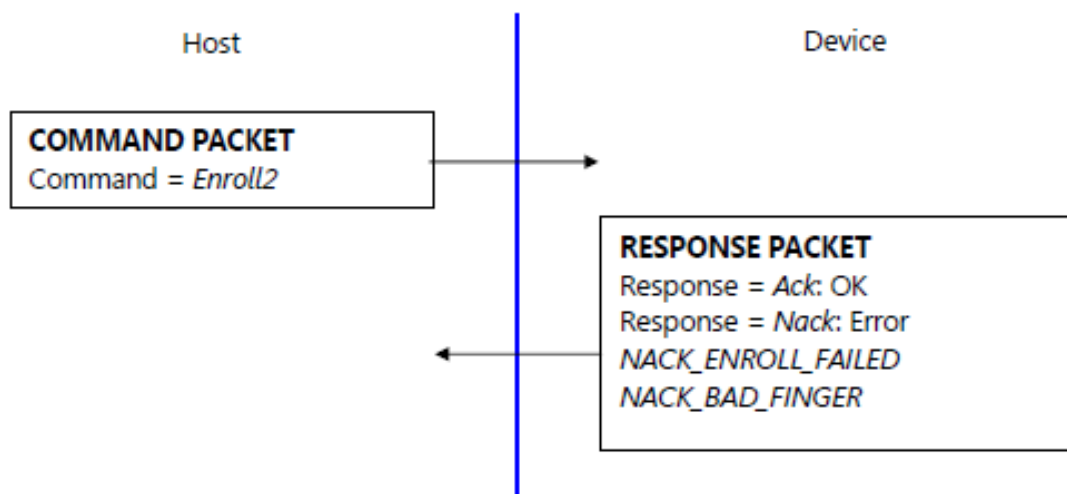 Host
Device
COMMAND PACKET
Command = Enroll2
RESPONSE PACKET
Response = Ack: OK
Response = Nack: Error
NACK_ENROLL_FAILED
NACK_BAD_FINGER